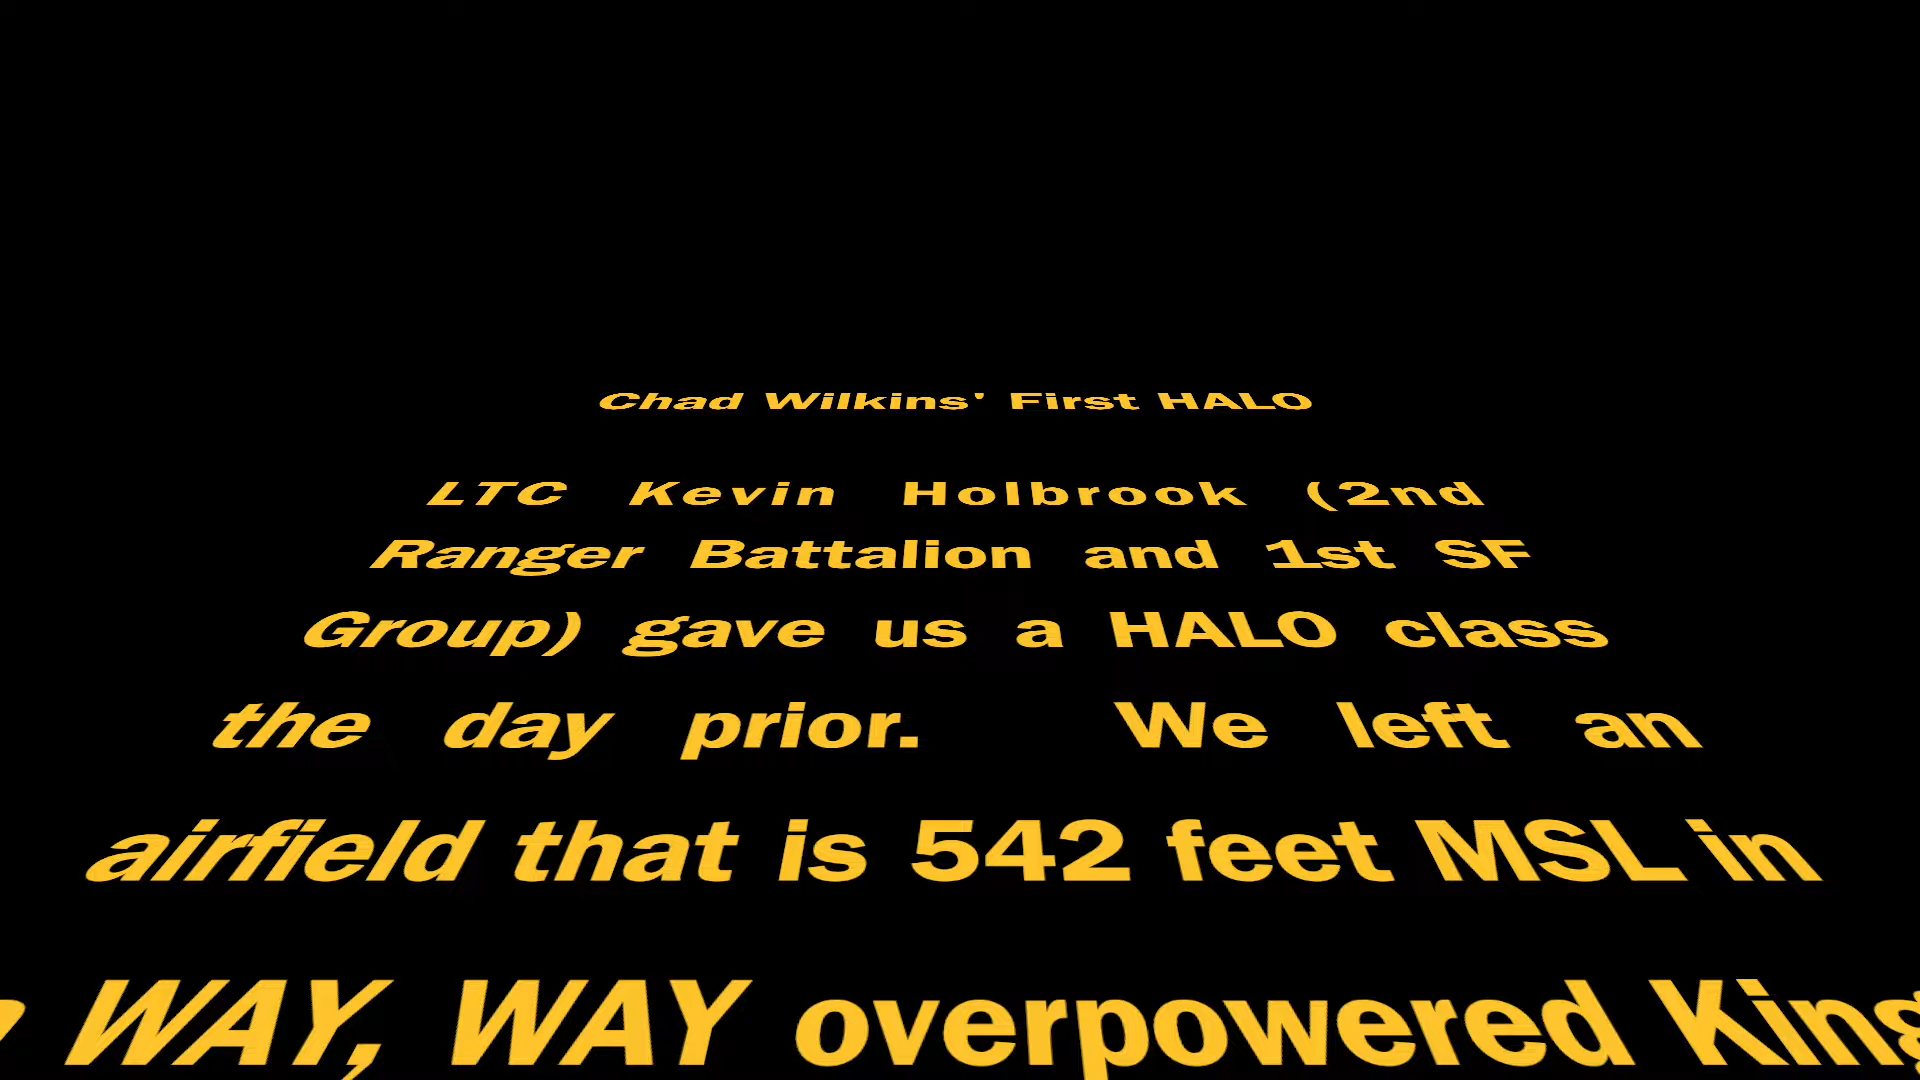 Chad Wilkins' First HALO
LTC Kevin Holbrook (2nd
Ranger Battalion and 1st SF
Group) gave us a HALO class
the day prior. We left an
airfield that is 542 feet MSL in
WAY, WAY overpowered King